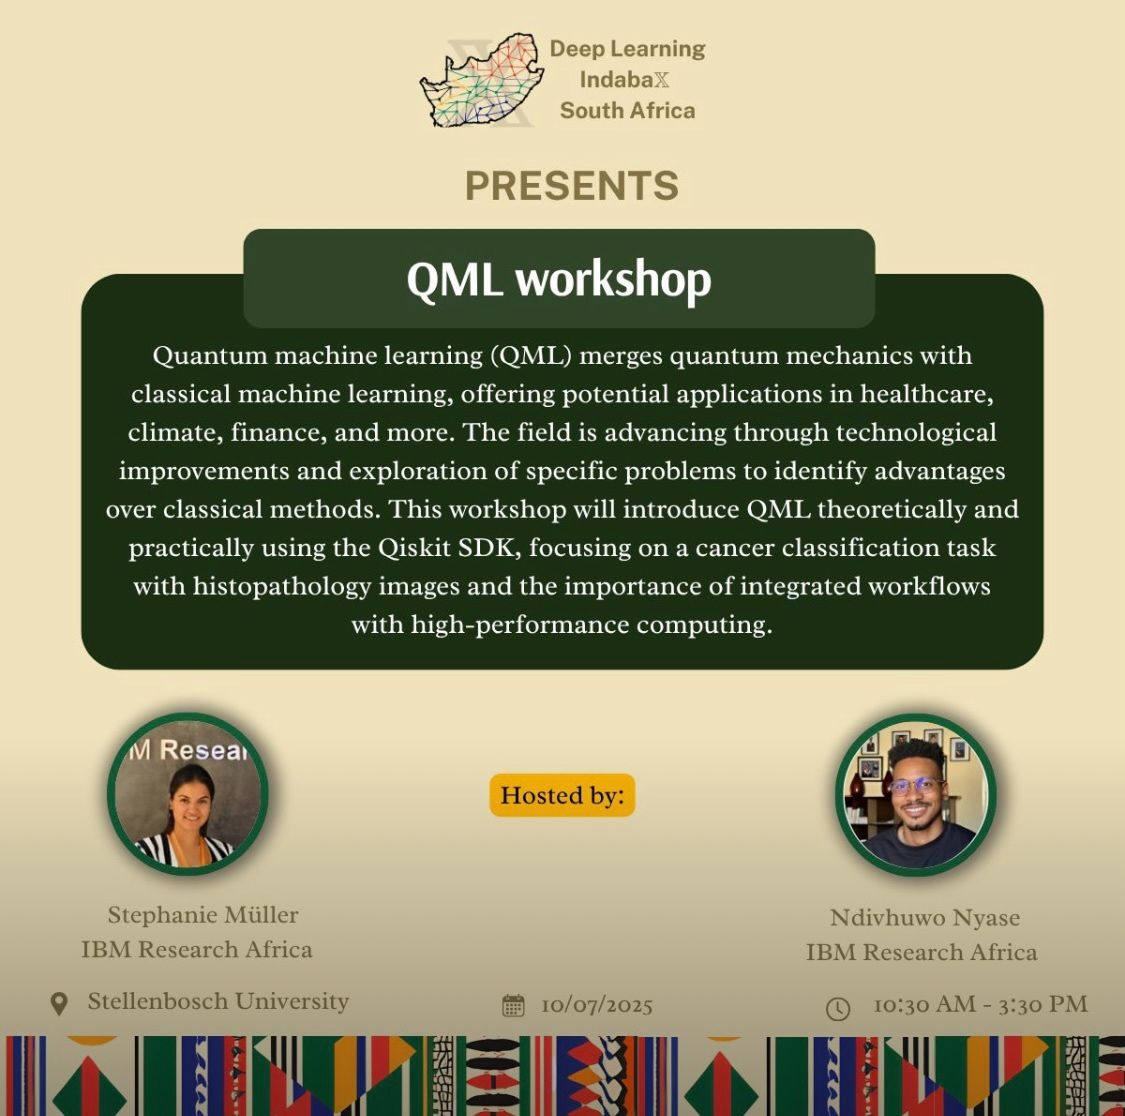 Deep Learning
Indaba𝕏
South Africa
PRESENTS
QML workshop
Quantum machine learning (QML) merges quantum mechanics with
classical machine learning, offering potential applications in healthcare,
climate, finance, and more. The field is advancing through technological
improvements and exploration of specific problems to identify advantages
over classical methods. This workshop will introduce QML theoretically and
practically using the Qiskit SDK, focusing on a cancer classification task
with histopathology images and the importance of integrated workflows
with high-performance computing.
M Resear
Hosted by:
Stephanie Müller
IBM Research Africa
Ndivhuwo Nyase
IBM Research Africa
Stellenbosch University
10/07/2025
10:30 AM - 3:30 PM